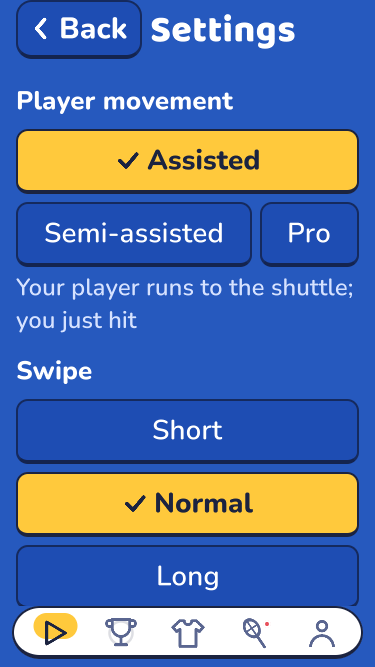 Back Settings
Player movement
Assisted
Semi-assisted Pro
Your player runs to the shuttle;
you just hit
Swipe
Short
Normal
Long